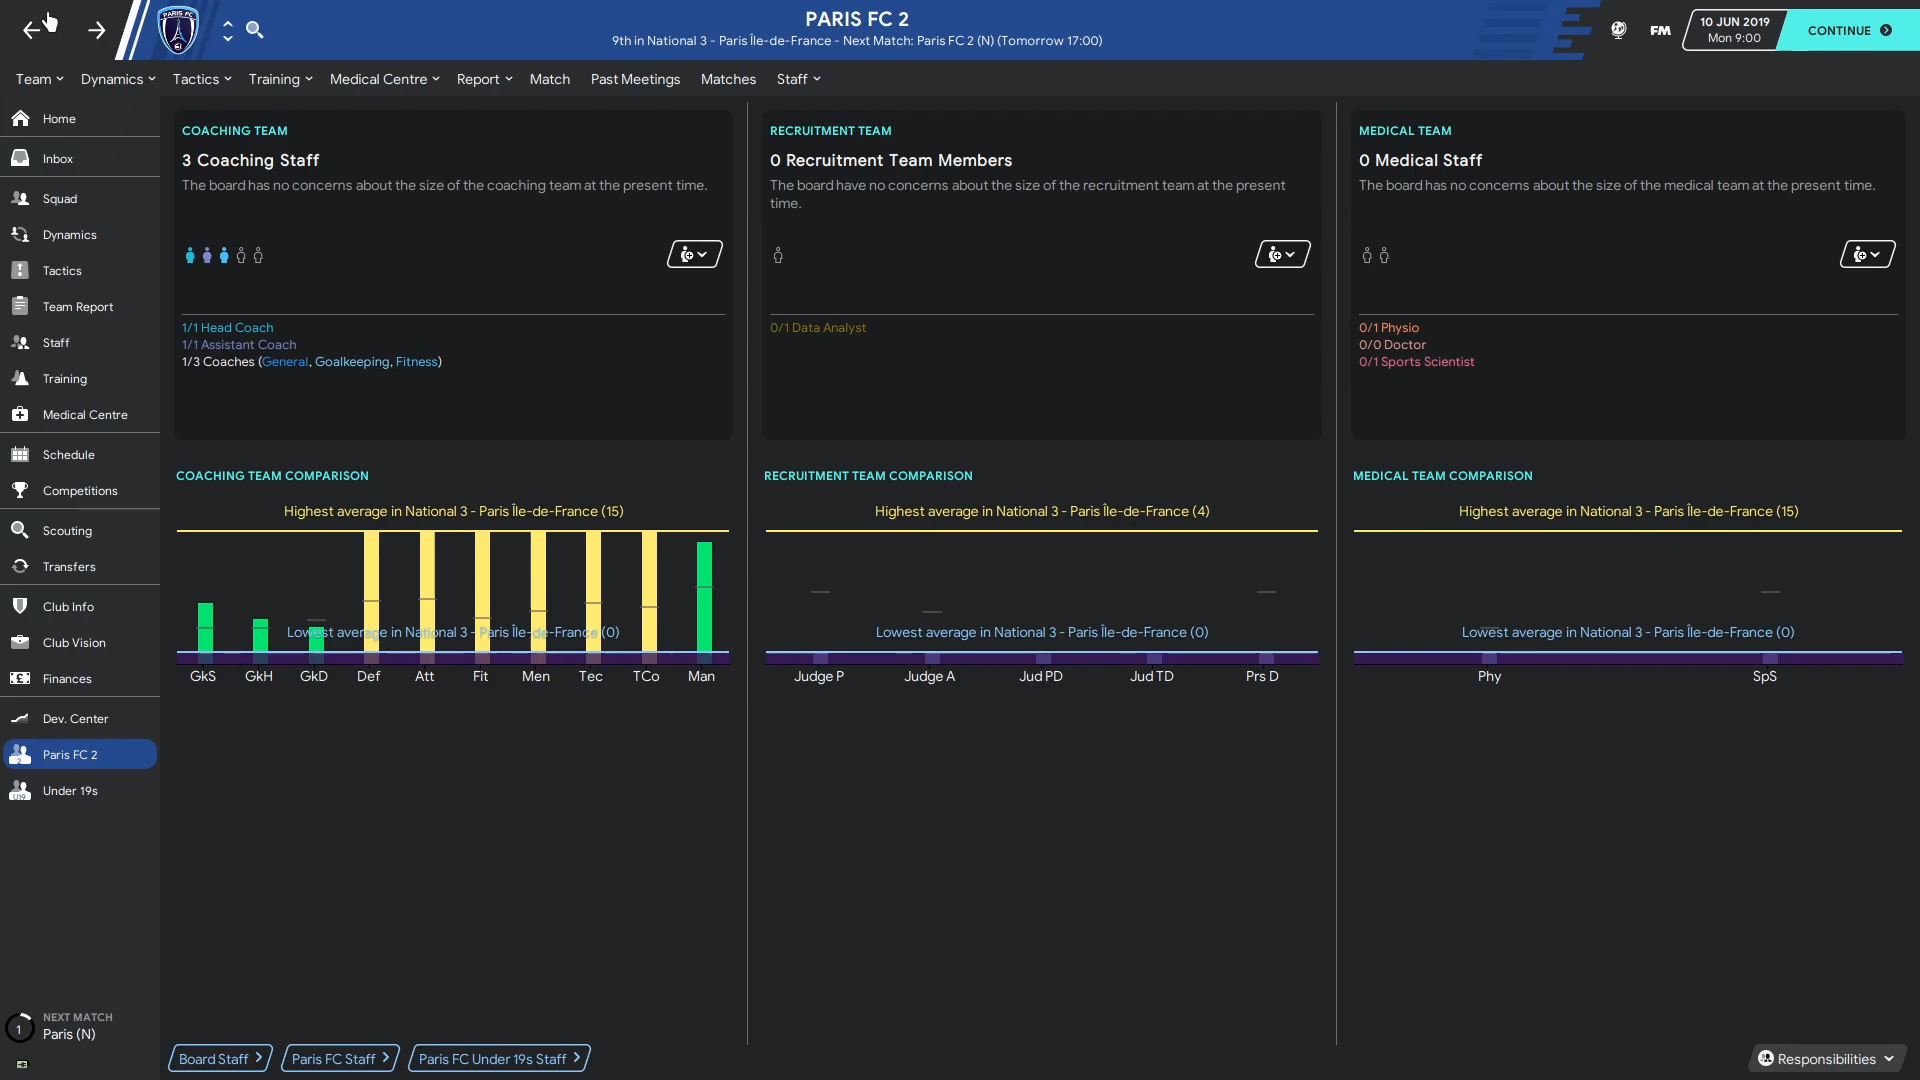 PARIS FC
PARIS FC 2
9th in National 3 - Paris Île-de-France - Next Match: Paris FC 2 (N) (Tomorrow 17:00)
FM
10 JUN 2019
Mon 9:00
CONTINUE
Team
Dynamics
Tactics
Training
Medical Centre
Report
Match
Past Meetings
Matches
Staff
Home
Inbox
Squad
Dynamics
Tactics
Team Report
Staff
Training
Medical Centre
Schedule
Competitions
Scouting
Transfers
Club Info
Club Vision
Finances
Dev. Center
2
Paris FC 2
U19
Under 19s
1
NEXT MATCH
Paris (N)
COACHING TEAM
3 Coaching Staff
The board has no concerns about the size of the coaching team at the present time.
1/1 Head Coach
1/1 Assistant Coach
1/3 Coaches (General, Goalkeeping, Fitness)
RECRUITMENT TEAM
0 Recruitment Team Members
The board have no concerns about the size of the recruitment team at the present
time.
0/1 Data Analyst
MEDICAL TEAM
0 Medical Staff
The board has no concerns about the size of the medical team at the present time.
0/1 Physio
0/0 Doctor
0/1 Sports Scientist
COACHING TEAM COMPARISON
Highest average in National 3 - Paris Île-de-France (15)
Lowest average in National 3 - Paris Île-de-France (0)
GkS GkH GkD Def Att Fit Men Tec TCo Man
RECRUITMENT TEAM COMPARISON
Highest average in National 3 - Paris Île-de-France (4)
Lowest average in National 3 - Paris Île-de-France (0)
Judge P Judge A Jud PD Jud TD Prs D
MEDICAL TEAM COMPARISON
Highest average in National 3 - Paris Île-de-France (15)
Lowest average in National 3 - Paris Île-de-France (0)
Phy SpS
Board Staff
Paris FC Staff
Paris FC Under 19s Staff
Responsibilities